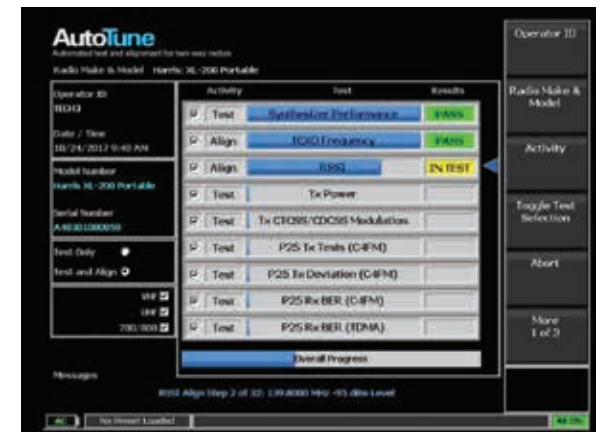 AutoTune
Automated test and alignment for two-way radios
Radio Make & Model Harris XL-200 Portable
Operator ID
Date / Time
10/24/2017 9:40 AM
Model Number
Harris XL-200 Portable
Serial Number
A40301000059
Test Only
Test and Align
VHF
UHF
700/800
Activity Test Results
Test Synthesizer Performance PASS
Align TCXO Frequency PASS
Align RSSI IN TEST
Test Tx Power
Test Tx CTCSS/CDCSS Modulation
Test P25 Tx Tests (C4FM)
Test P25 Tx Deviation (C4FM)
Test P25 Rx BER (C4FM)
Test P25 Rx BER (TDMA)
Overall Progress
Messages
RSSI Align Step 2 of 32: 139.8000 MHz -95 dBm Level
AC No Preset Loaded
Operator ID
Radio Make & Model
Activity
Toggle Test Selection
Abort
More
1 of 2